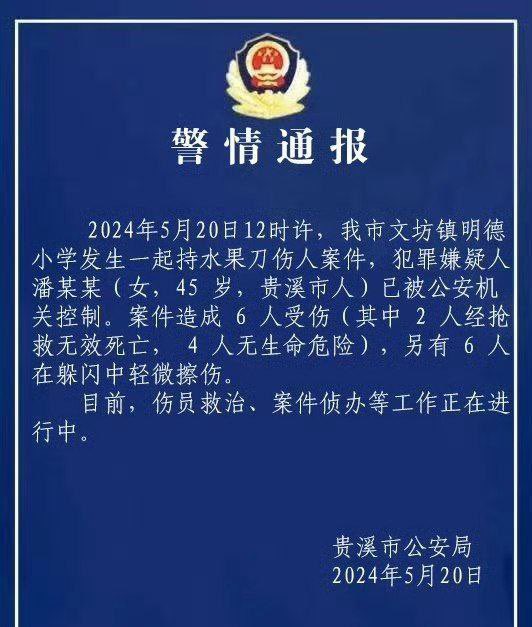 警情通报
2024年5月20日12时许，我市文坊镇明德
小学发生一起持水果刀伤人案件，犯罪嫌疑人
潘某某（女，45 岁，贵溪市人）已被公安机
关控制。案件造成 6 人受伤（其中 2 人经抢
救无效死亡， 4 人无生命危险），另有 6 人
在躲闪中轻微擦伤。
目前，伤员救治、案件侦办等工作正在进
行中。
贵溪市公安局
2024年5月20日